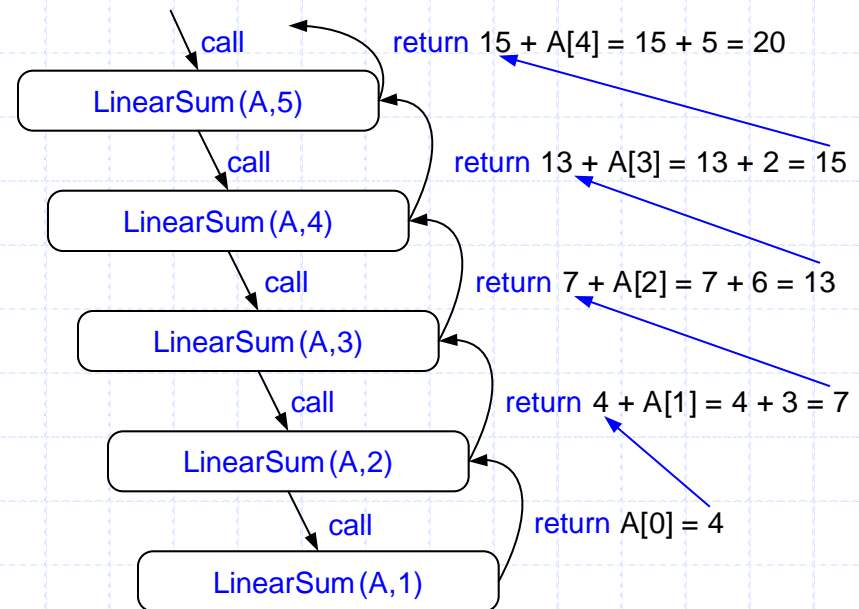 call
return 15 + A[4] = 15 + 5 = 20
LinearSum(A,5)
call
return 13 + A[3] = 13 + 2 = 15
LinearSum(A,4)
call
return 7 + A[2] = 7 + 6 = 13
LinearSum(A,3)
call
return 4 + A[1] = 4 + 3 = 7
LinearSum(A,2)
call
return A[0] = 4
LinearSum(A,1)